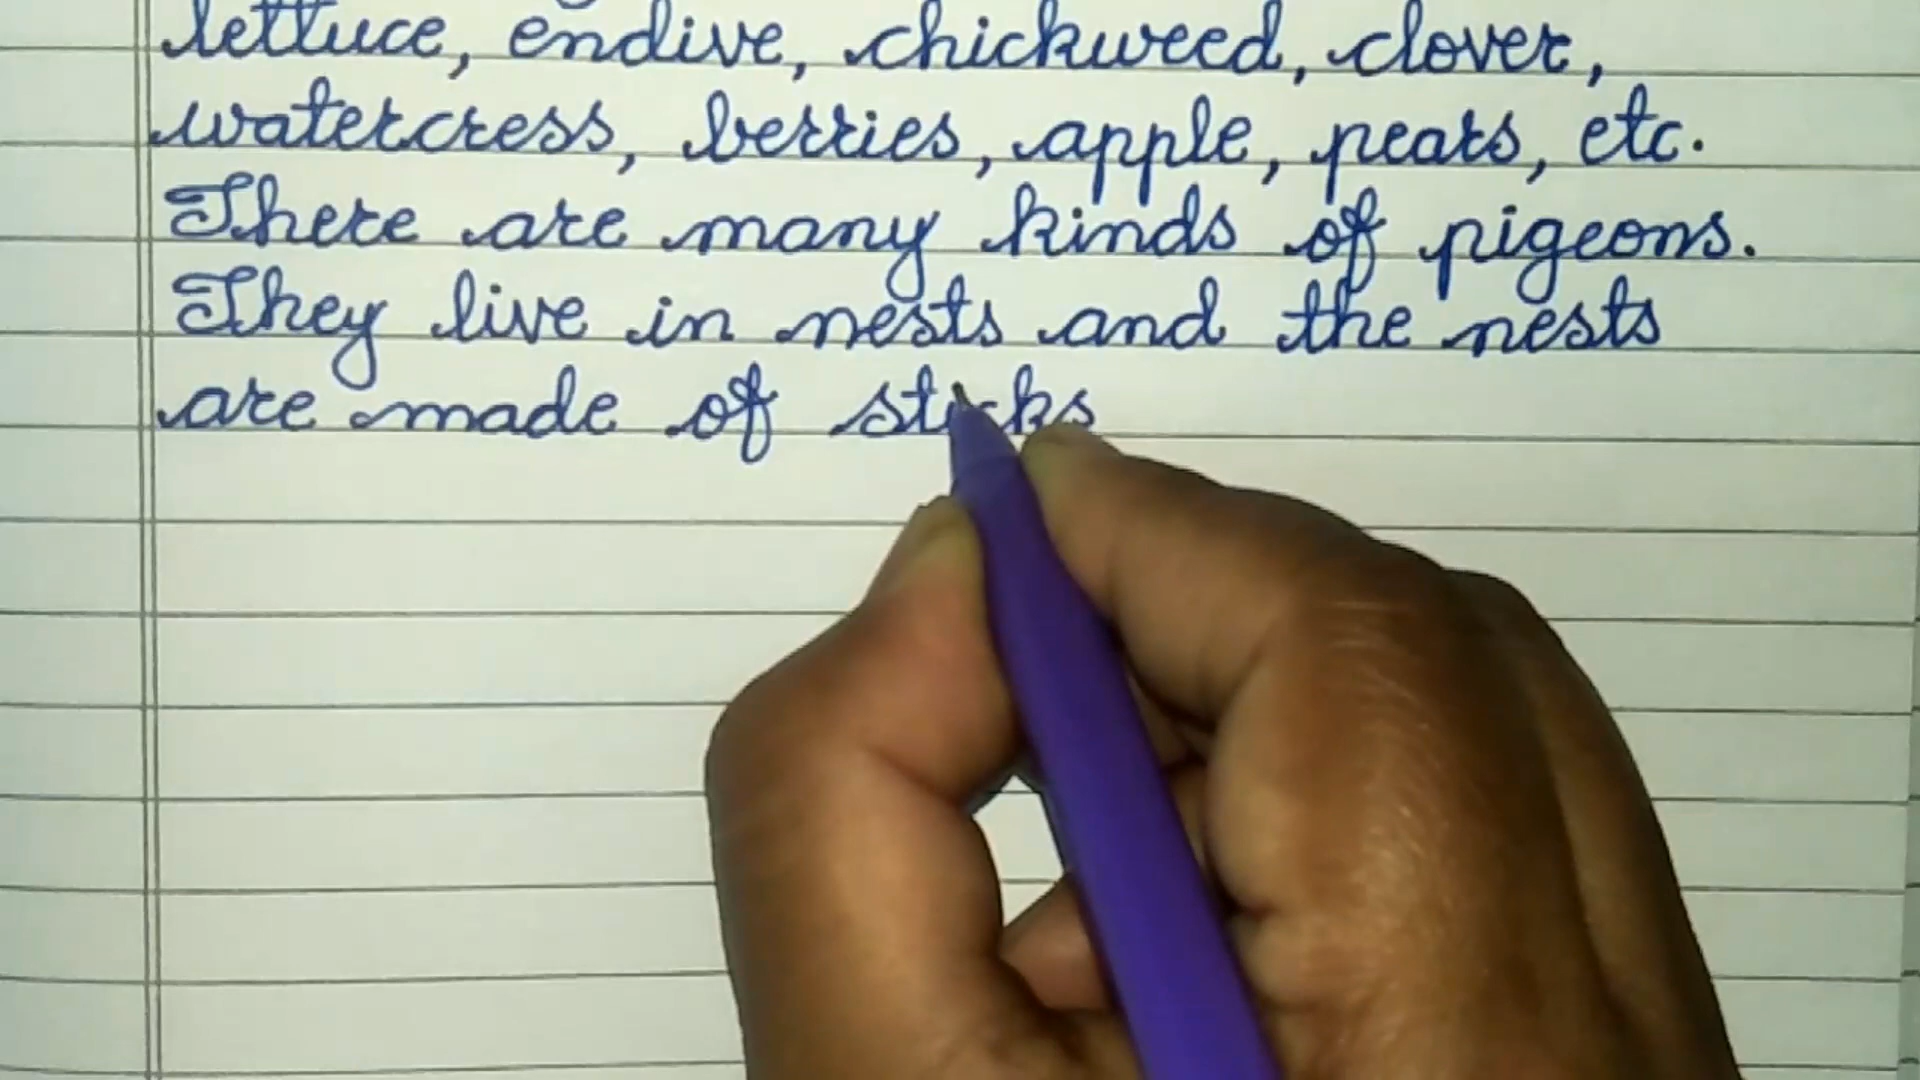 lettuce, endive, chickweed, clover,
watercress, berries, apple, pears, etc.
There are many kinds of pigeons.
They live in nests and the nests
are made of sticks